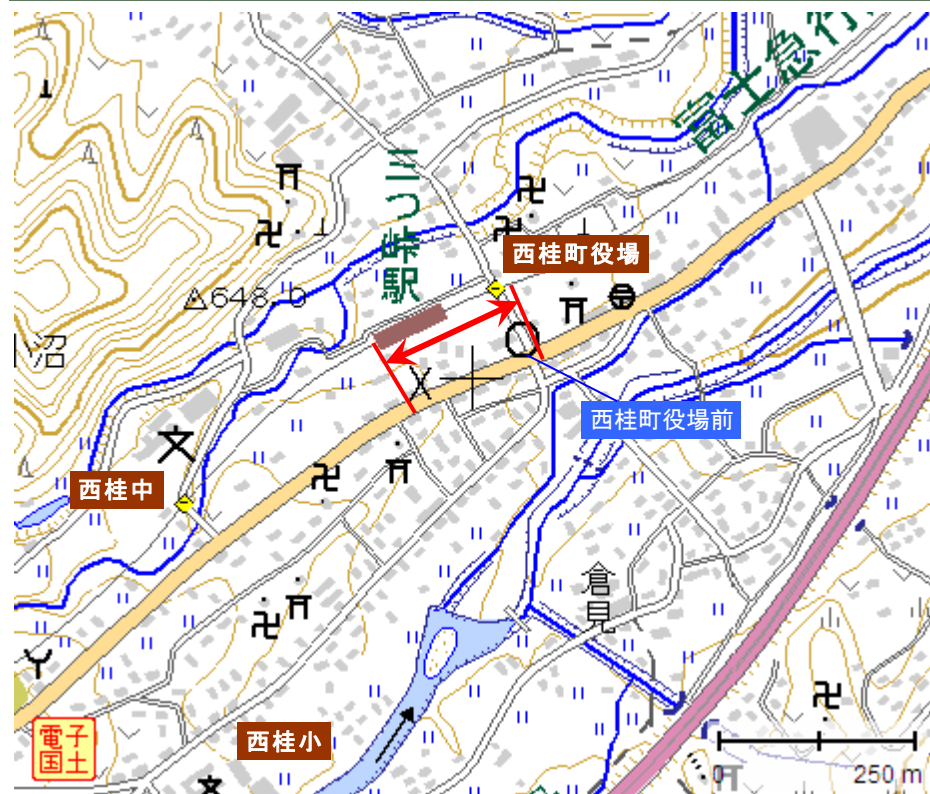 富士急行
三つ峠駅
西桂町役場
648.0
沼
西桂町役場前
西桂中
倉
見
西桂小
電子
国土
0
250 m